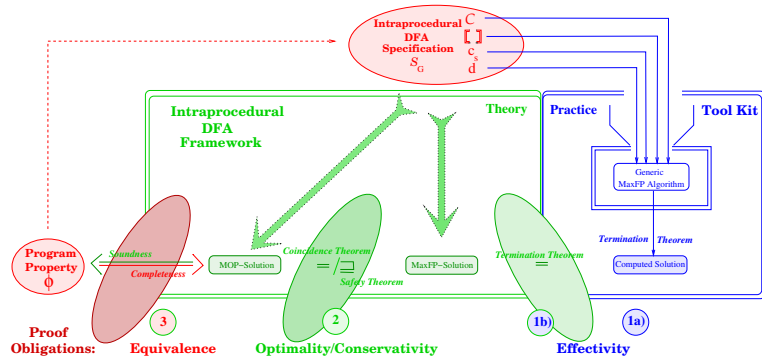 Intraprocedural
DFA
Specification
S_G
C
⟦ ⟧
c_s
d
Intraprocedural
DFA
Framework
Theory
Practice
Tool Kit
Generic
MaxFP Algorithm
Termination Theorem
Computed Solution
Program
Property
ϕ
Soundness
Completeness
MOP-Solution
Coincidence Theorem
= / ⊒
Safety Theorem
MaxFP-Solution
Termination Theorem
=
3
2
1b)
1a)
Proof
Obligations:
Equivalence
Optimality/Conservativity
Effectivity